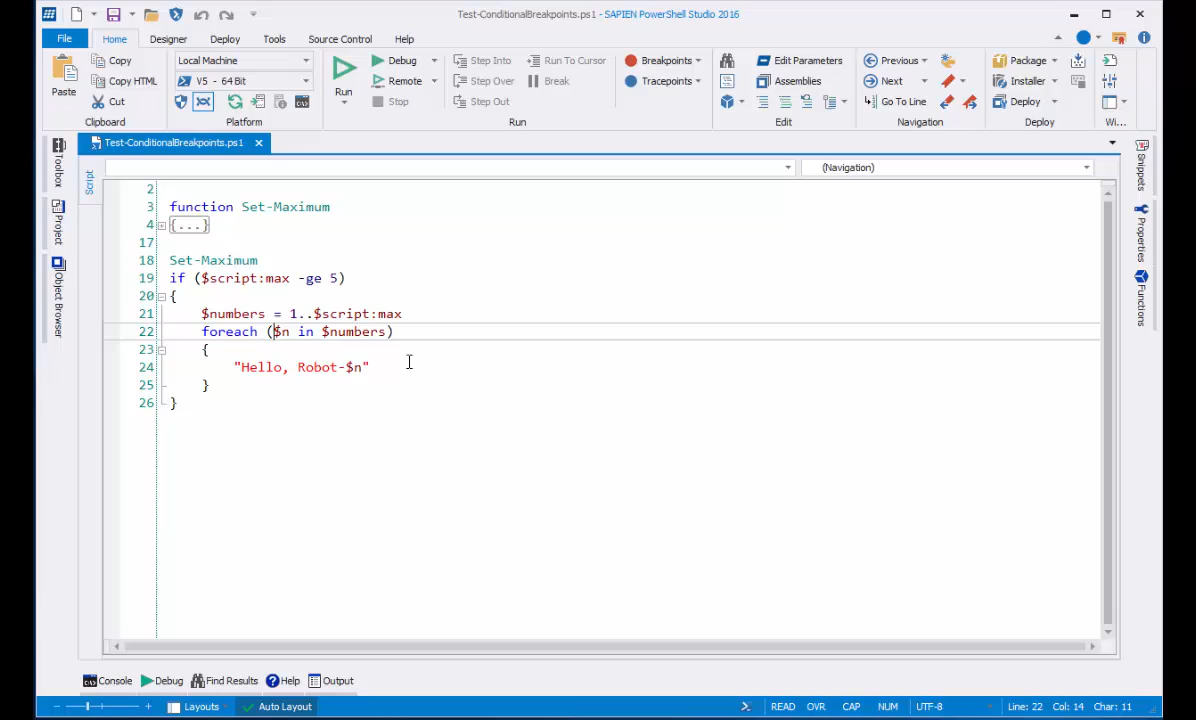 Test-ConditionalBreakpoints.ps1 - SAPIEN PowerShell Studio 2016
File Home Designer Deploy Tools Source Control Help
Paste
Copy
Copy HTML
Cut
Clipboard
Local Machine
V5 - 64 Bit
Platform
Run
Debug
Remote
Stop
Step Into
Step Over
Step Out
Run To Cursor
Break
Breakpoints
Tracepoints
Run
Edit Parameters
Assemblies
Edit
Previous
Next
Go To Line
Navigation
Package
Installer
Deploy
Deploy
Wi...
Test-ConditionalBreakpoints.ps1
(Navigation)
Toolbox
Project
Object Browser
Script
Snippets
Properties
Functions
2
3 function Set-Maximum
4 {...}
17
18 Set-Maximum
19 if ($script:max -ge 5)
20 {
21 $numbers = 1..$script:max
22 foreach ($n in $numbers)
23 {
24 "Hello, Robot-$n"
25 }
26 }
Console Debug Find Results Help Output
Layouts Auto Layout READ OVR CAP NUM UTF-8 Line: 22 Col: 14 Char: 11